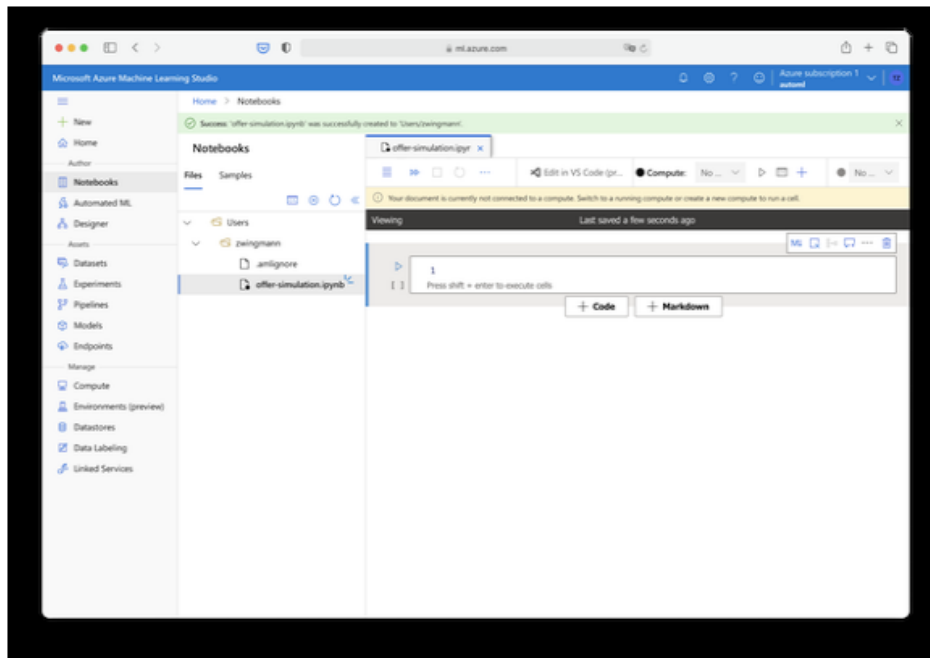 ml.azure.com
Microsoft Azure Machine Learning Studio
Azure subscription 1
automl
New
Home
Author
Notebooks
Automated ML
Designer
Assets
Datasets
Experiments
Pipelines
Models
Endpoints
Manage
Compute
Environments (preview)
Datastores
Data Labeling
Linked Services
Home > Notebooks
Success: 'offer-simulation.ipynb' was successfully created to 'Users/zwingmann'.
Notebooks
Files Samples
Users
zwingmann
.amlignore
offer-simulation.ipynb
offer-simulation.ipyr
Edit in VS Code (pr... Compute: No ... No ...
Your document is currently not connected to a compute. Switch to a running compute or create a new compute to run a cell.
Viewing Last saved a few seconds ago
1
[ ] Press shift + enter to execute cells
+ Code + Markdown